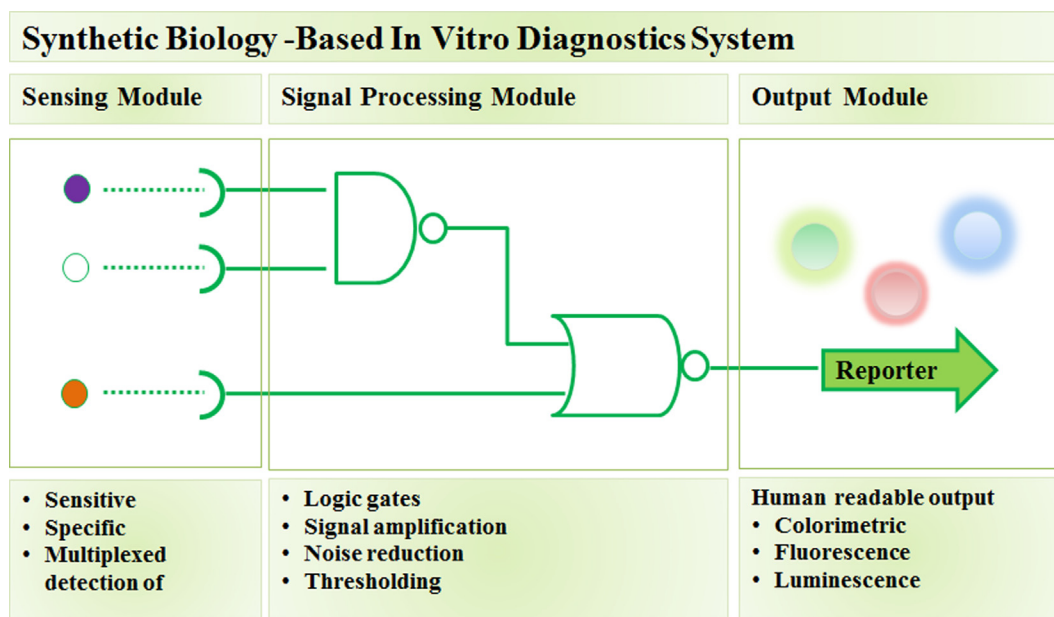 Synthetic Biology -Based In Vitro Diagnostics System
Sensing Module
Signal Processing Module
Output Module
Reporter
• Sensitive
• Specific
• Multiplexed
detection of
• Logic gates
• Signal amplification
• Noise reduction
• Thresholding
Human readable output
• Colorimetric
• Fluorescence
• Luminescence